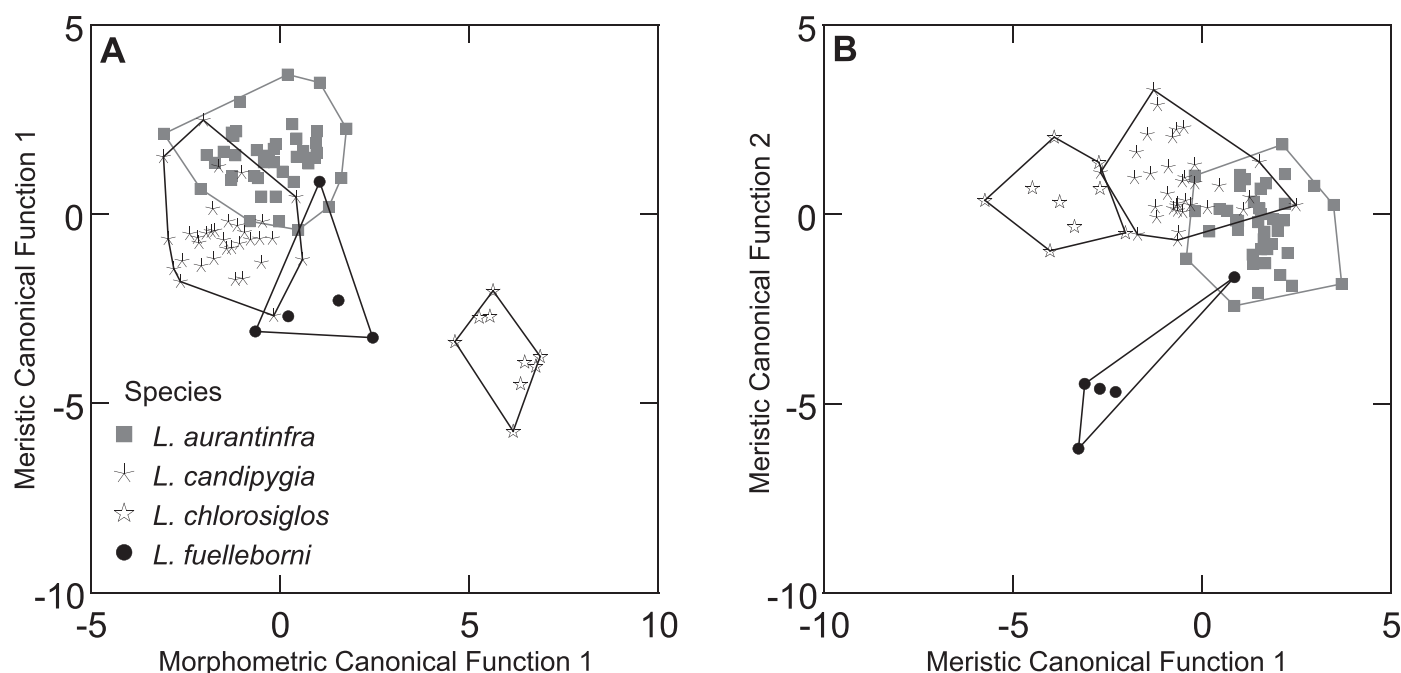 A
5
0
-5
-10
-5
0
5
10
Meristic Canonical Function 1
Morphometric Canonical Function 1
Species
L. aurantinfra
L. candipygia
L. chlorosiglos
L. fuelleborni
B
5
0
-5
-10
-10
-5
0
5
Meristic Canonical Function 2
Meristic Canonical Function 1